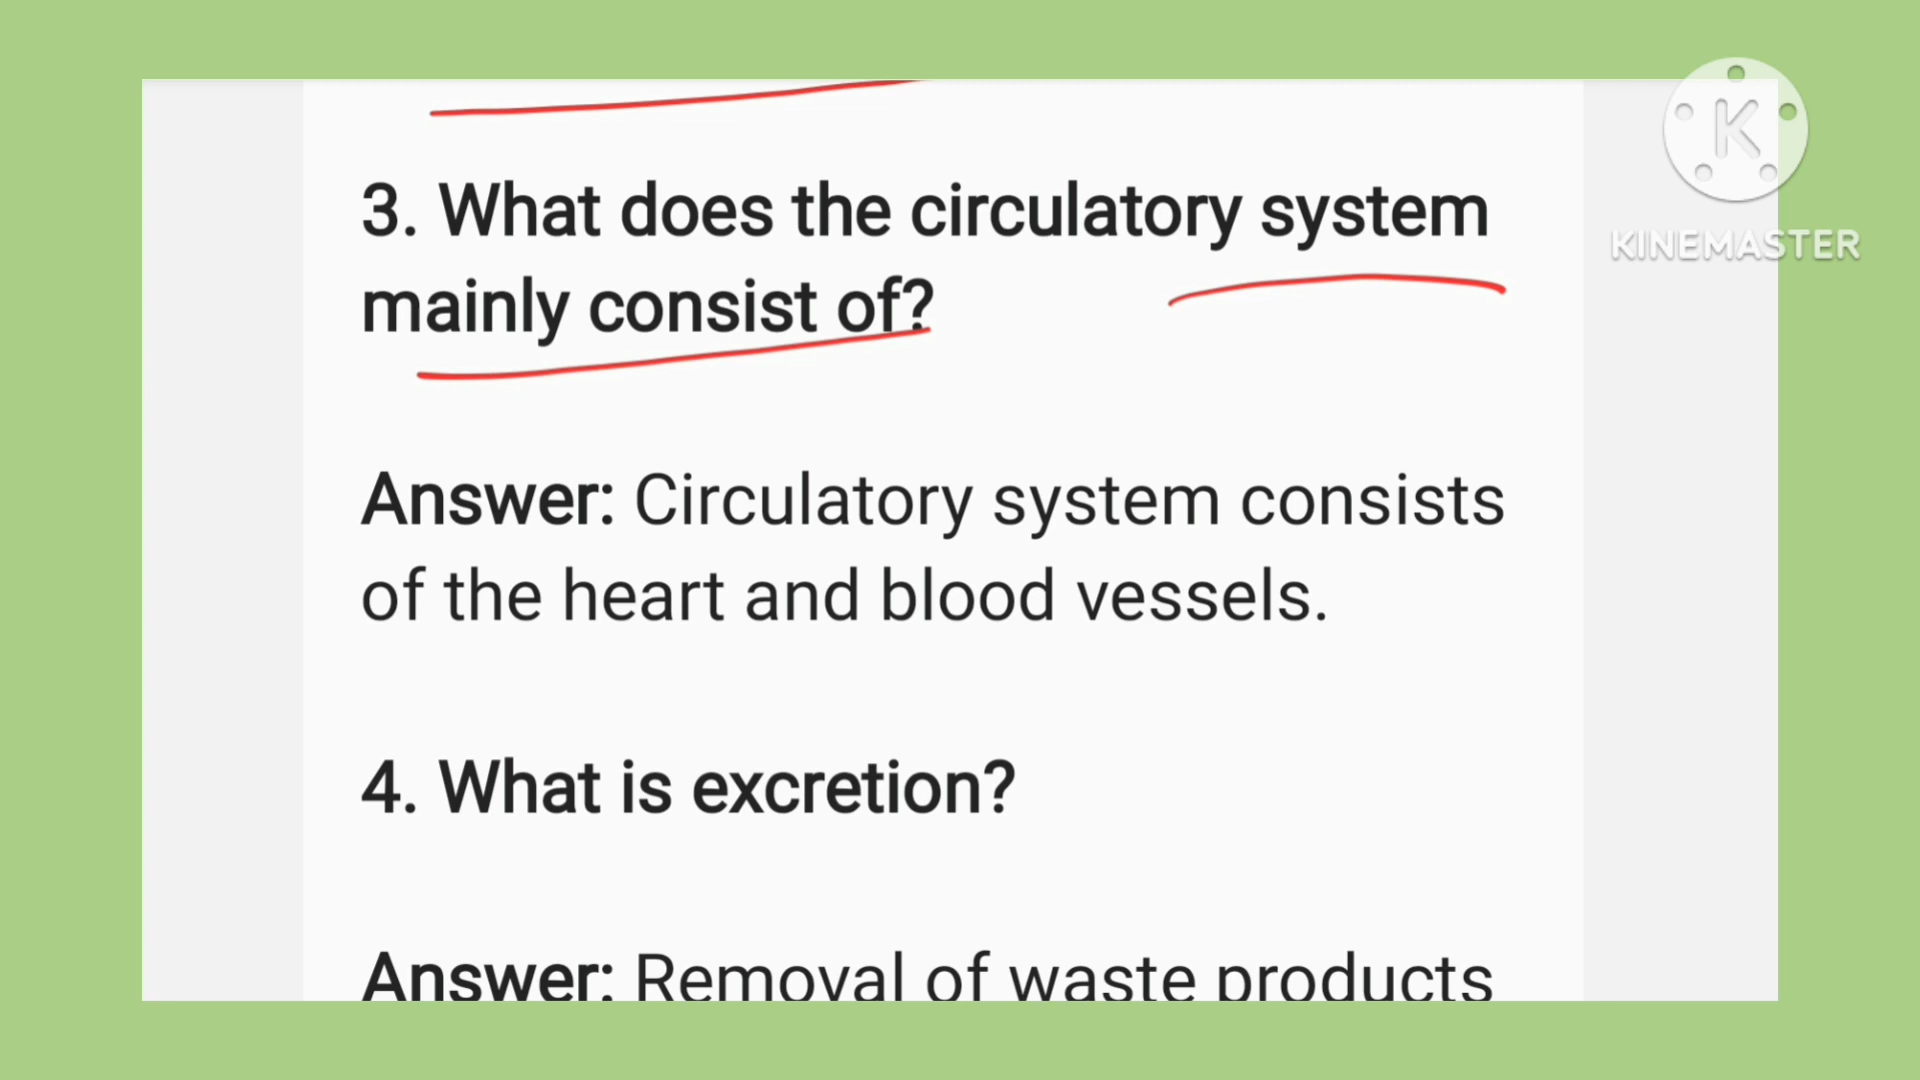 3. What does the circulatory system
mainly consist of?
Answer: Circulatory system consists
of the heart and blood vessels.
4. What is excretion?
Answer: Removal of waste products
K
KINEMASTER